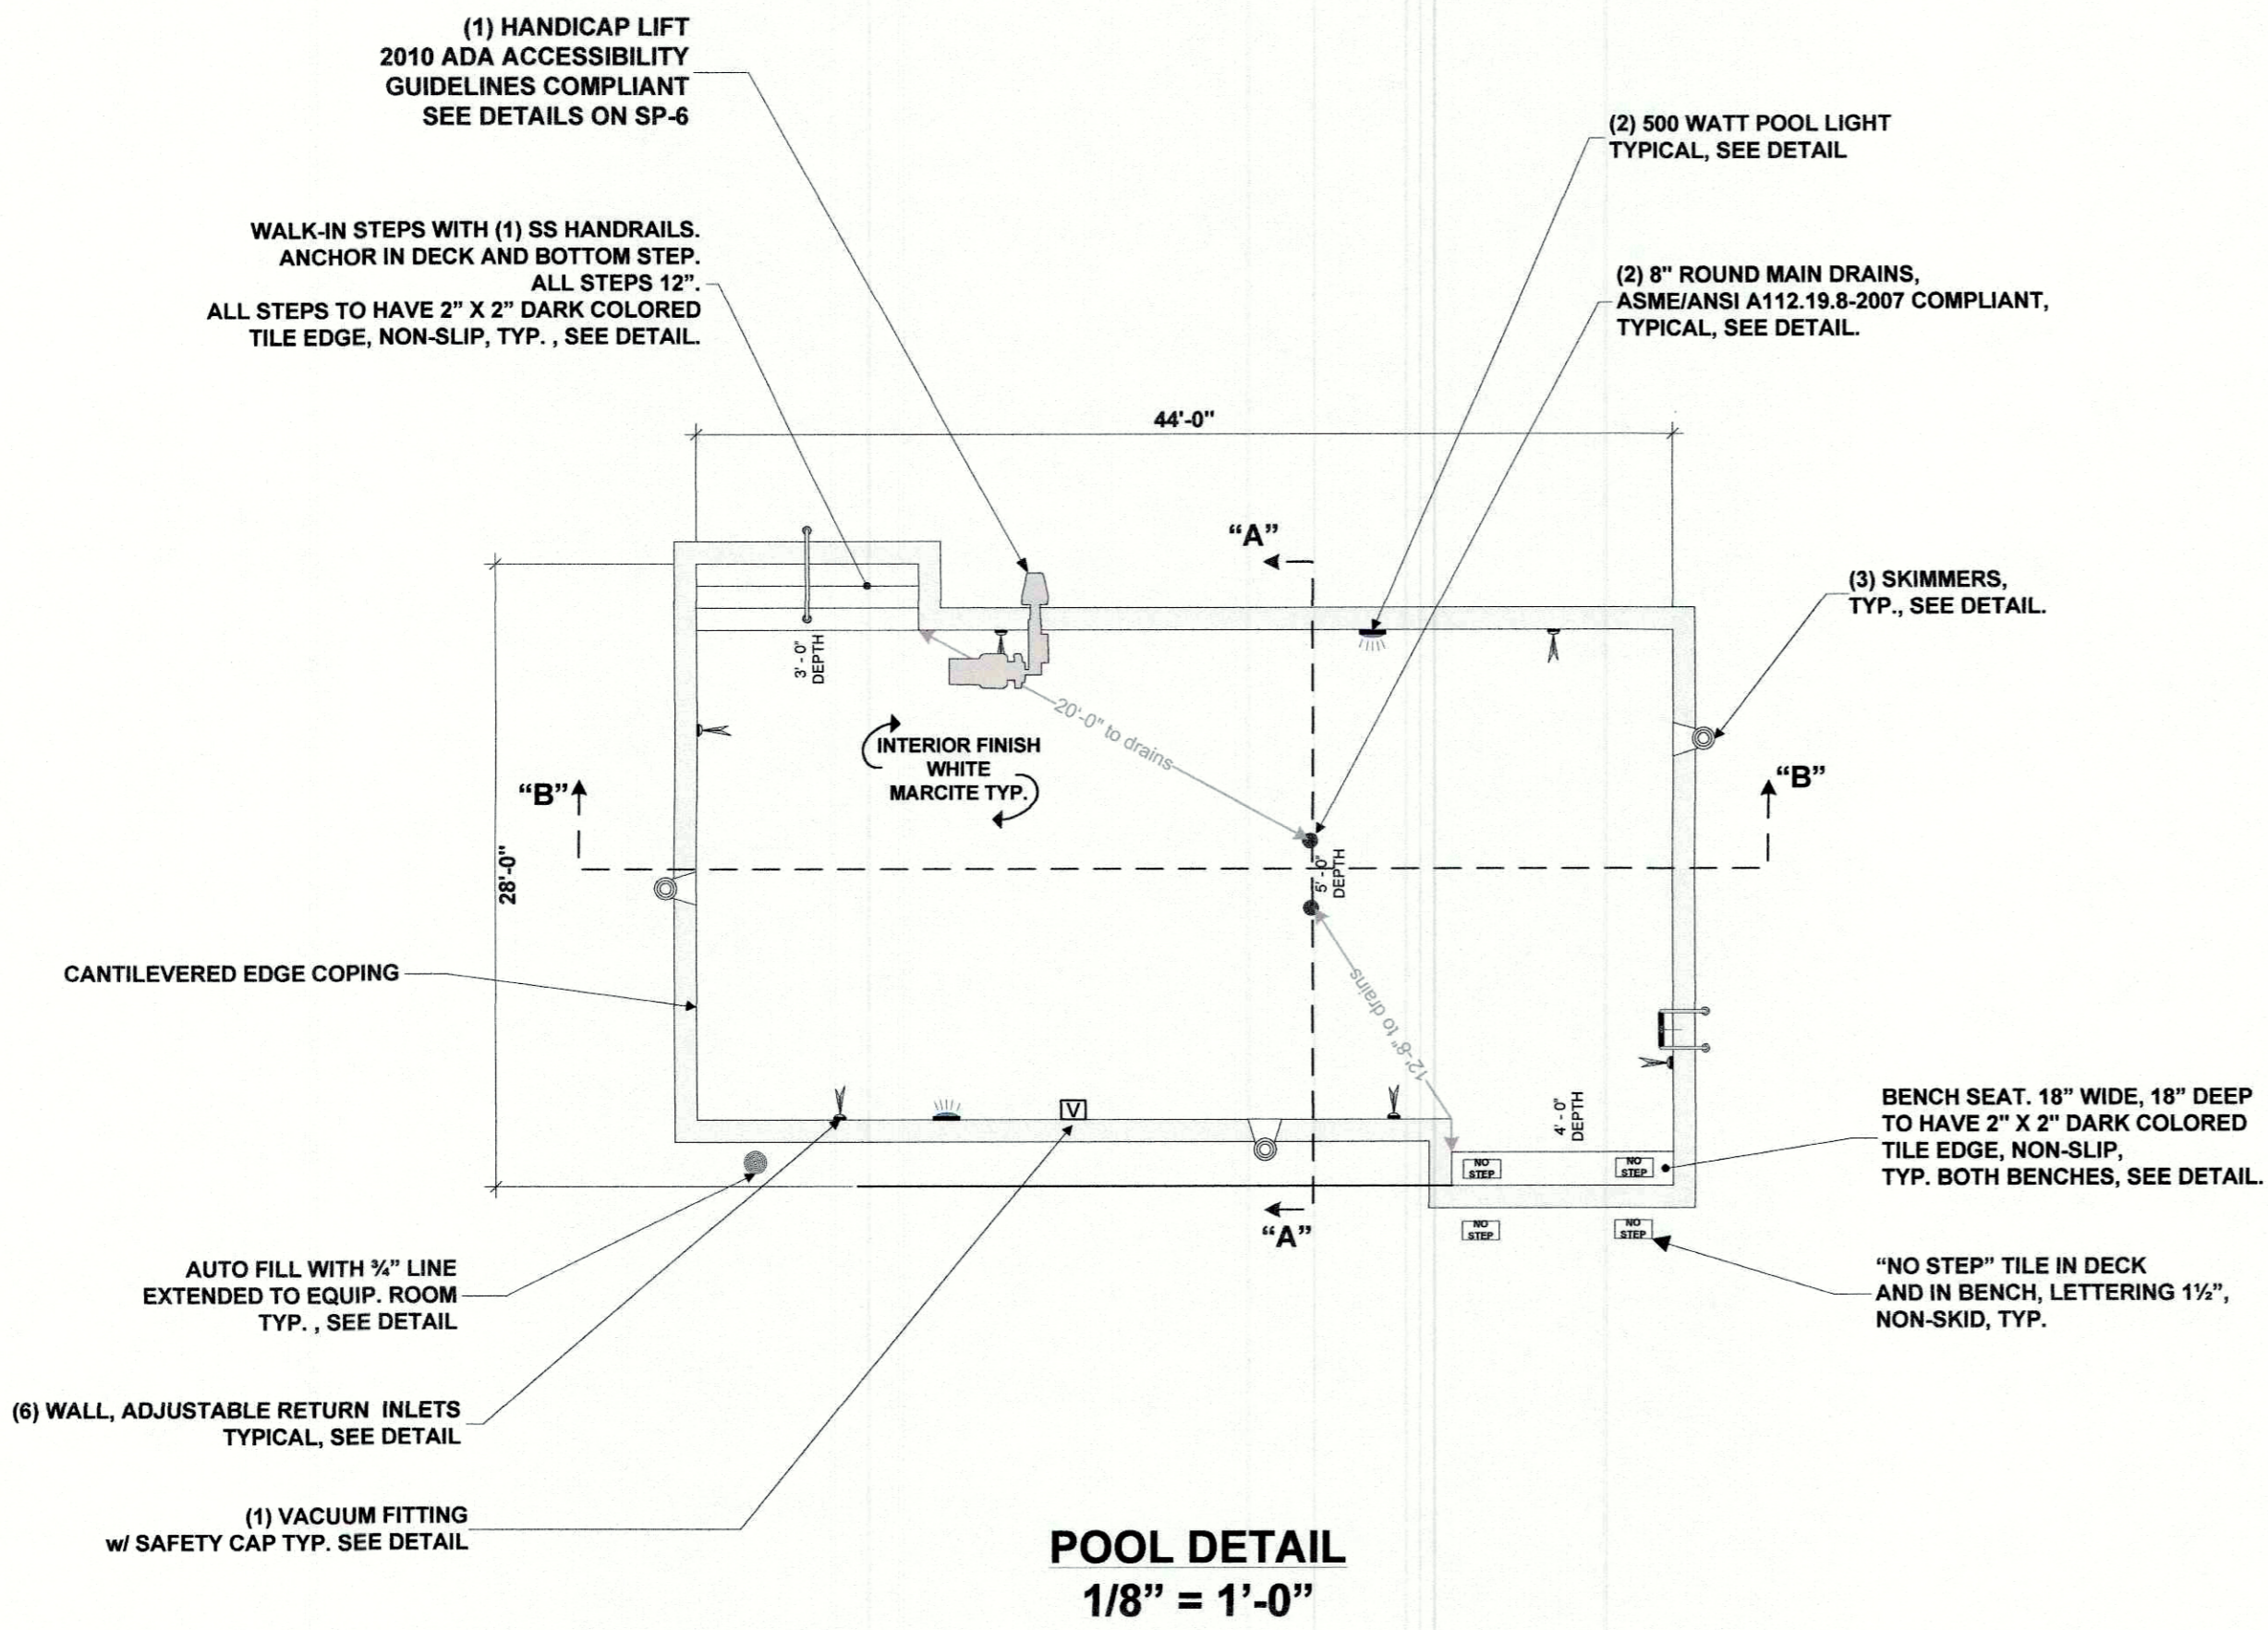 (1) HANDICAP LIFT
2010 ADA ACCESSIBILITY
GUIDELINES COMPLIANT
SEE DETAILS ON SP-6
(2) 500 WATT POOL LIGHT
TYPICAL, SEE DETAIL
WALK-IN STEPS WITH (1) SS HANDRAILS.
ANCHOR IN DECK AND BOTTOM STEP.
ALL STEPS 12”.
ALL STEPS TO HAVE 2” X 2” DARK COLORED
TILE EDGE, NON-SLIP, TYP. , SEE DETAIL.
(2) 8" ROUND MAIN DRAINS,
ASME/ANSI A112.19.8-2007 COMPLIANT,
TYPICAL, SEE DETAIL.
44'-0"
“A”
(3) SKIMMERS,
TYP., SEE DETAIL.
3' - 0"
DEPTH
20'-0" to drains
INTERIOR FINISH
WHITE
MARCITE TYP.
“B”
“B”
28'-0"
5' - 0"
DEPTH
CANTILEVERED EDGE COPING
12'-8" to drains
4' - 0"
DEPTH
V
BENCH SEAT. 18” WIDE, 18” DEEP
TO HAVE 2" X 2" DARK COLORED
TILE EDGE, NON-SLIP,
TYP. BOTH BENCHES, SEE DETAIL.
NO
STEP
NO
STEP
NO
STEP
NO
STEP
“A”
AUTO FILL WITH ¾” LINE
EXTENDED TO EQUIP. ROOM
TYP. , SEE DETAIL
“NO STEP” TILE IN DECK
AND IN BENCH, LETTERING 1½”,
NON-SKID, TYP.
(6) WALL, ADJUSTABLE RETURN INLETS
TYPICAL, SEE DETAIL
(1) VACUUM FITTING
w/ SAFETY CAP TYP. SEE DETAIL
POOL DETAIL
1/8” = 1’-0”